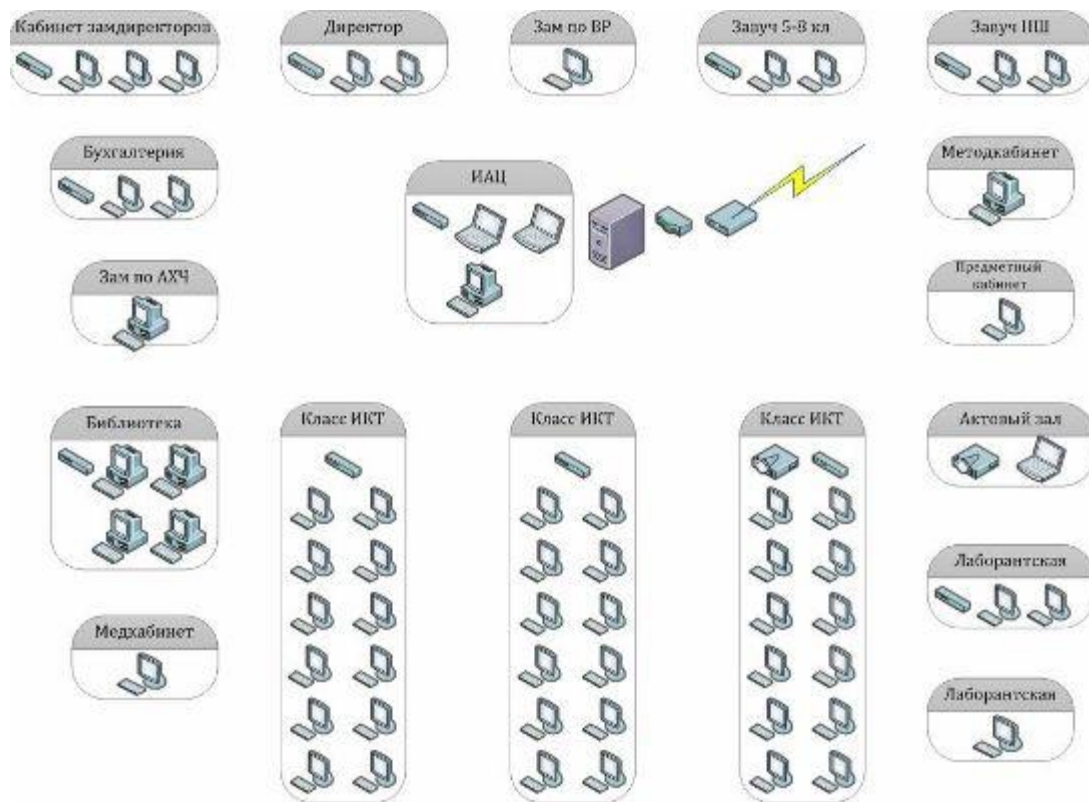 Кабинет замдиректоров
Директор
Зам по ВР
Завуч 5-8 кл
Завуч НШ
Бухгалтерия
ИАЦ
Методкабинет
Зам по АХЧ
Предметный
кабинет
Библиотека
Класс ИКТ
Класс ИКТ
Класс ИКТ
Актовый зал
Лаборантская
Медкабинет
Лаборантская